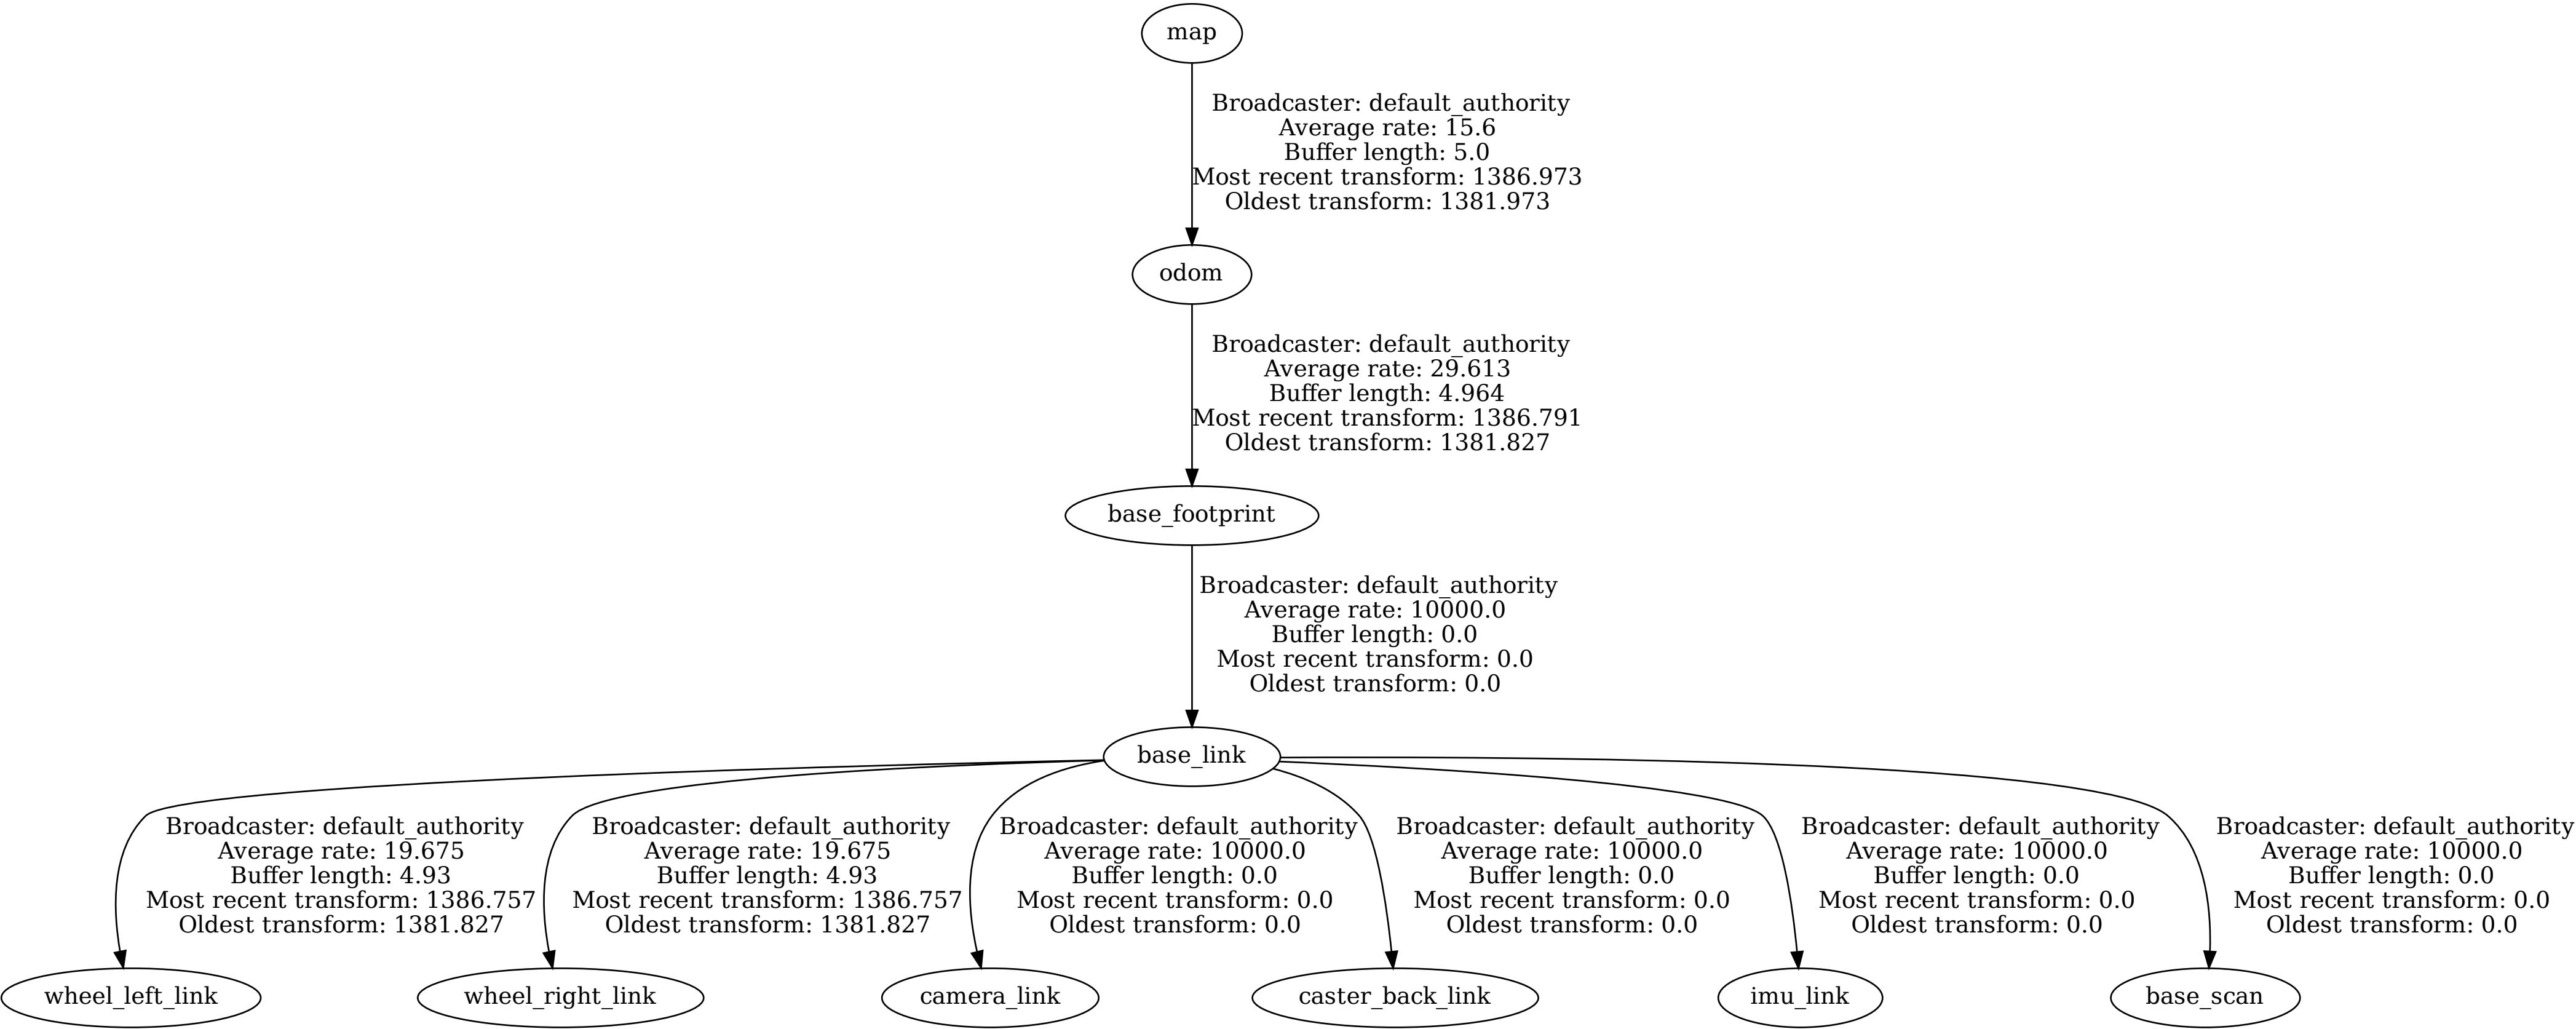 map
Broadcaster: default_authority
Average rate: 15.6
Buffer length: 5.0
Most recent transform: 1386.973
Oldest transform: 1381.973
odom
Broadcaster: default_authority
Average rate: 29.613
Buffer length: 4.964
Most recent transform: 1386.791
Oldest transform: 1381.827
base_footprint
Broadcaster: default_authority
Average rate: 10000.0
Buffer length: 0.0
Most recent transform: 0.0
Oldest transform: 0.0
base_link
Broadcaster: default_authority
Average rate: 19.675
Buffer length: 4.93
Most recent transform: 1386.757
Oldest transform: 1381.827
Broadcaster: default_authority
Average rate: 19.675
Buffer length: 4.93
Most recent transform: 1386.757
Oldest transform: 1381.827
Broadcaster: default_authority
Average rate: 10000.0
Buffer length: 0.0
Most recent transform: 0.0
Oldest transform: 0.0
Broadcaster: default_authority
Average rate: 10000.0
Buffer length: 0.0
Most recent transform: 0.0
Oldest transform: 0.0
Broadcaster: default_authority
Average rate: 10000.0
Buffer length: 0.0
Most recent transform: 0.0
Oldest transform: 0.0
Broadcaster: default_authority
Average rate: 10000.0
Buffer length: 0.0
Most recent transform: 0.0
Oldest transform: 0.0
wheel_left_link
wheel_right_link
camera_link
caster_back_link
imu_link
base_scan